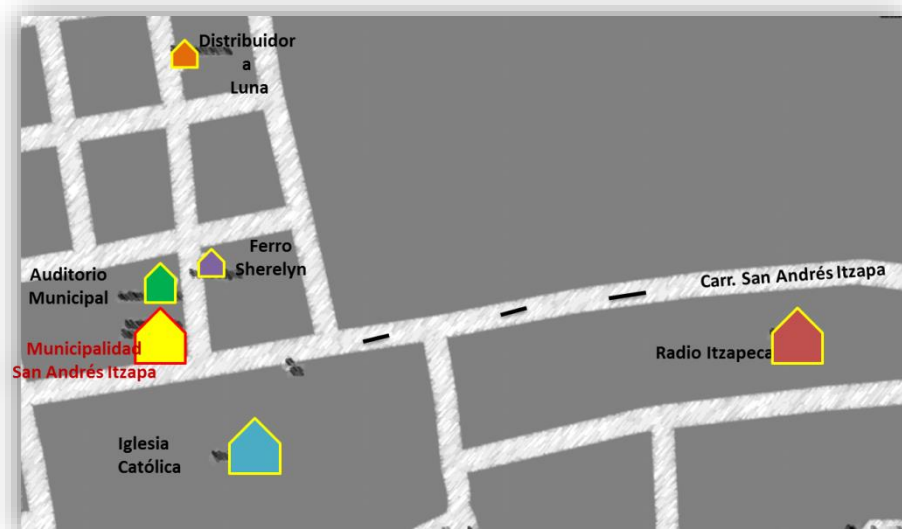 Distribuidor
a
Luna
Ferro
Sherelyn
Auditorio
Municipal
Carr. San Andrés Itzapa
Municipalidad
San Andrés Itzapa
Radio Itzapeca
Iglesia
Católica